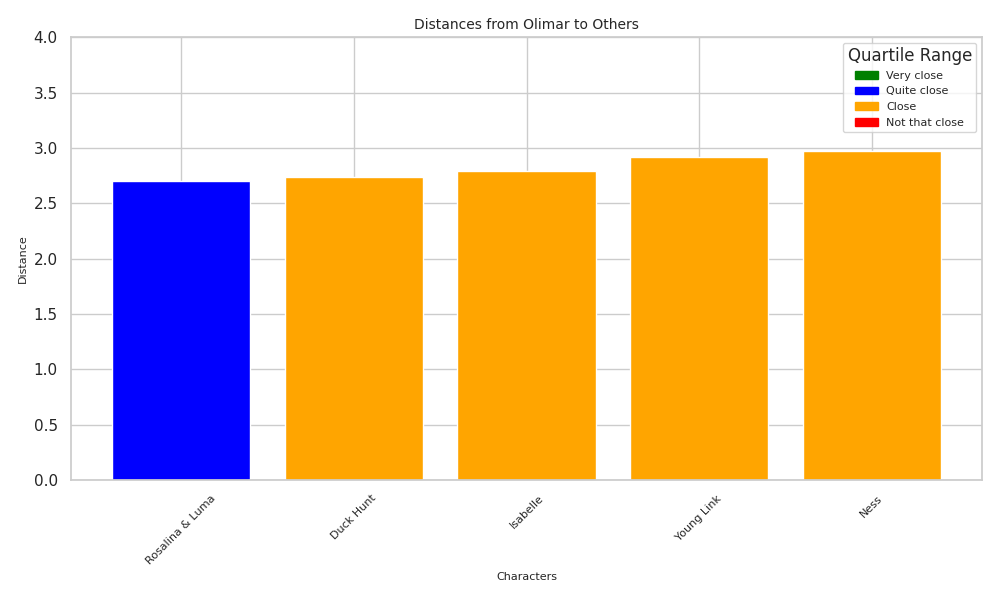 Distances from Olimar to Others
4.0
3.5
3.0
2.5
2.0
1.5
1.0
0.5
0.0
Distance
Quartile Range
Very close
Quite close
Close
Not that close
Rosalina & Luma
Duck Hunt
Isabelle
Young Link
Ness
Characters